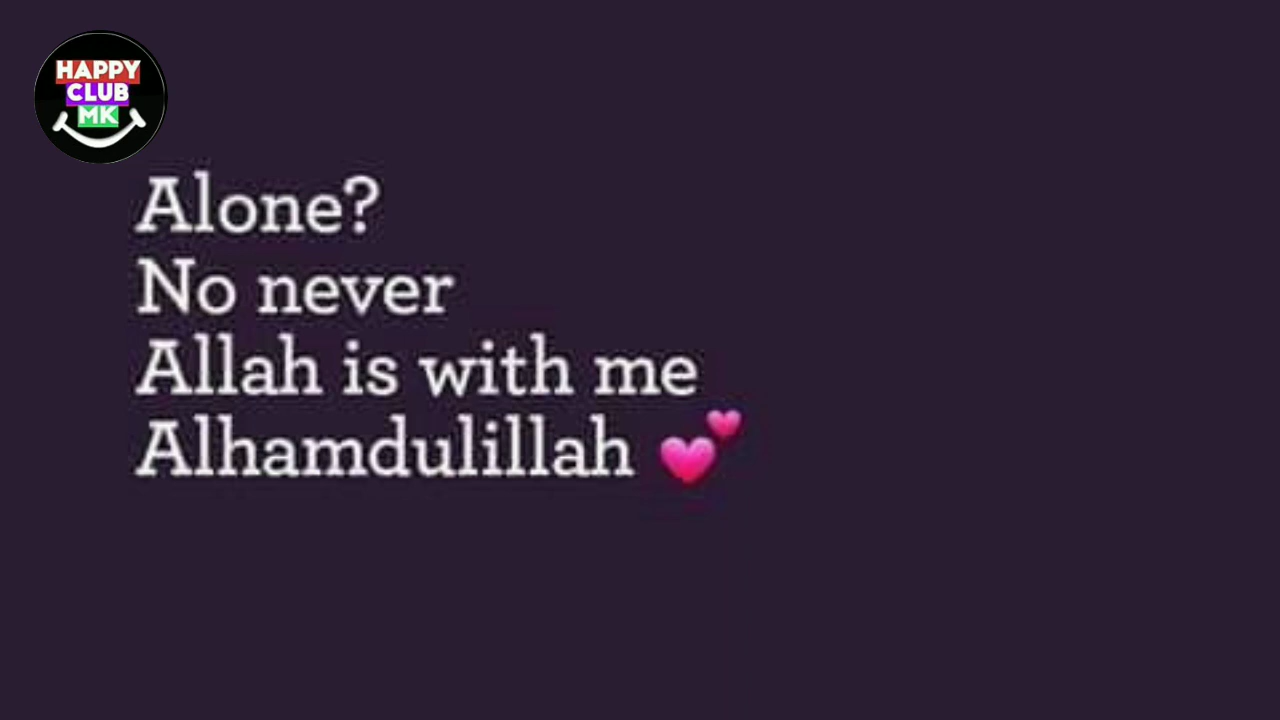 HAPPY
CLUB
MK
Alone?
No never
Allah is with me
Alhamdulillah 💕